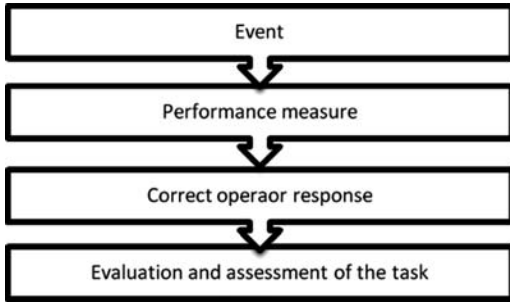 Event
Performance measure
Correct operaor response
Evaluation and assessment of the task